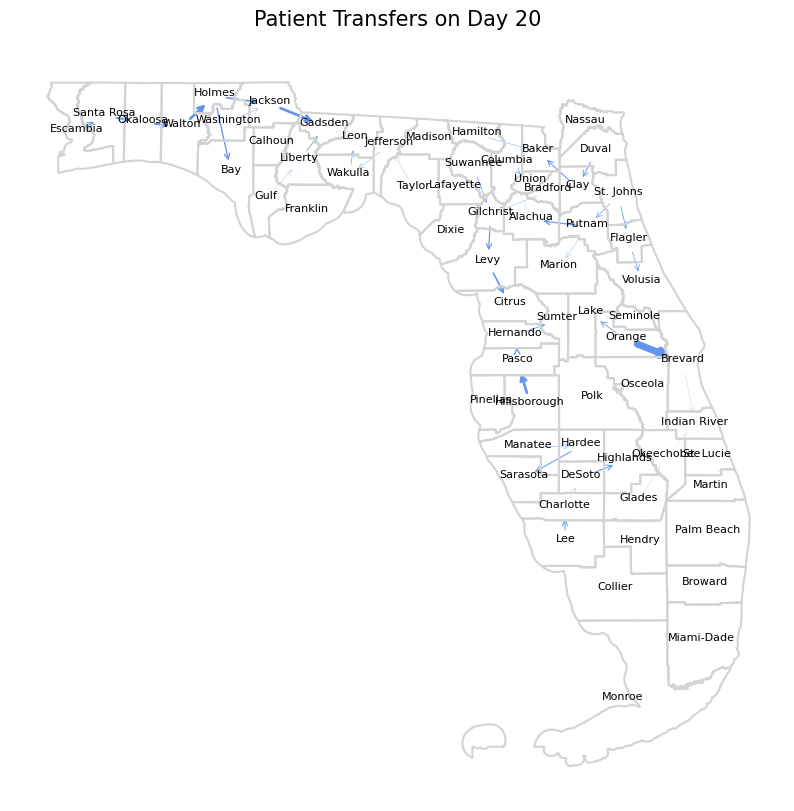 Patient Transfers on Day 20
Holmes
Jackson
Santa Rosa
Okaloosa
Walton
Washington
Gadsden
Escambia
Nassau
Leon
Jefferson
Madison
Hamilton
Calhoun
Baker
Duval
Liberty
Suwannee
Columbia
Bay
Wakulla
Taylor
Lafayette
Union
Bradford
Clay
St. Johns
Gulf
Franklin
Gilchrist
Alachua
Putnam
Dixie
Flagler
Levy
Marion
Volusia
Citrus
Sumter
Lake
Seminole
Hernando
Orange
Pasco
Brevard
Osceola
Pinellas
Hillsborough
Polk
Indian River
Manatee
Hardee
Highlands
Okeechobee
St. Lucie
Sarasota
DeSoto
Martin
Charlotte
Glades
Lee
Hendry
Palm Beach
Collier
Broward
Miami-Dade
Monroe